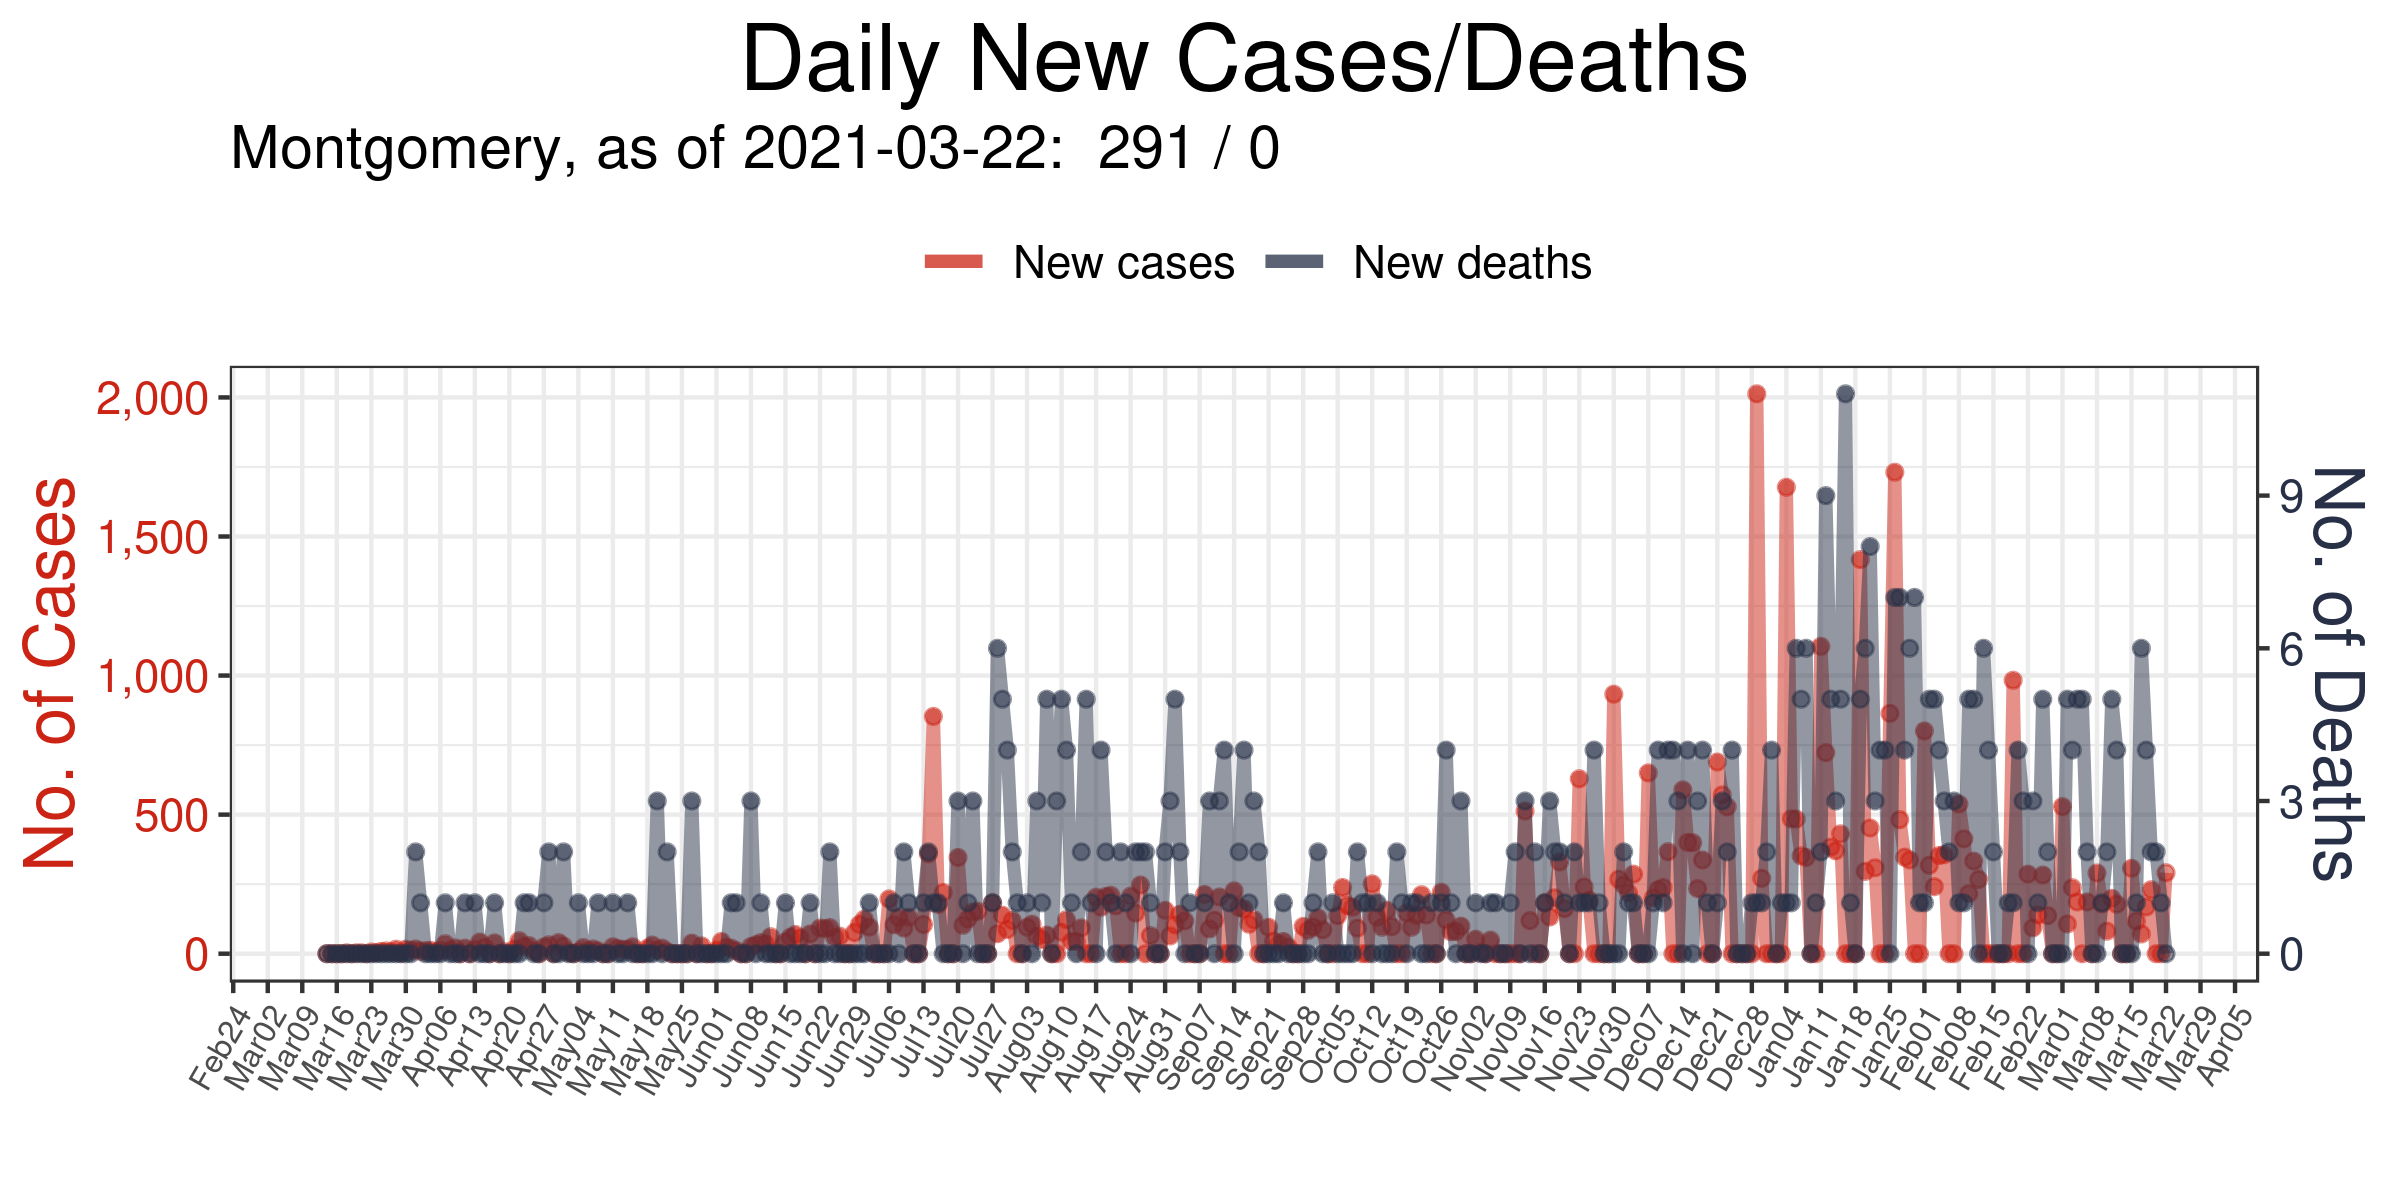 Daily New Cases/Deaths
Montgomery, as of 2021-03-22:  291 / 0
New cases New deaths
No. of Cases
2,000
1,500
1,000
500
0
9
6
3
0
No. of Deaths
Feb24 Mar02 Mar09 Mar16 Mar23 Mar30 Apr06 Apr13 Apr20 Apr27 May04 May11 May18 May25 Jun01 Jun08 Jun15 Jun22 Jun29 Jul06 Jul13 Jul20 Jul27 Aug03 Aug10 Aug17 Aug24 Aug31 Sep07 Sep14 Sep21 Sep28 Oct05 Oct12 Oct19 Oct26 Nov02 Nov09 Nov16 Nov23 Nov30 Dec07 Dec14 Dec21 Dec28 Jan04 Jan11 Jan18 Jan25 Feb01 Feb08 Feb15 Feb22 Mar01 Mar08 Mar15 Mar22 Mar29 Apr05